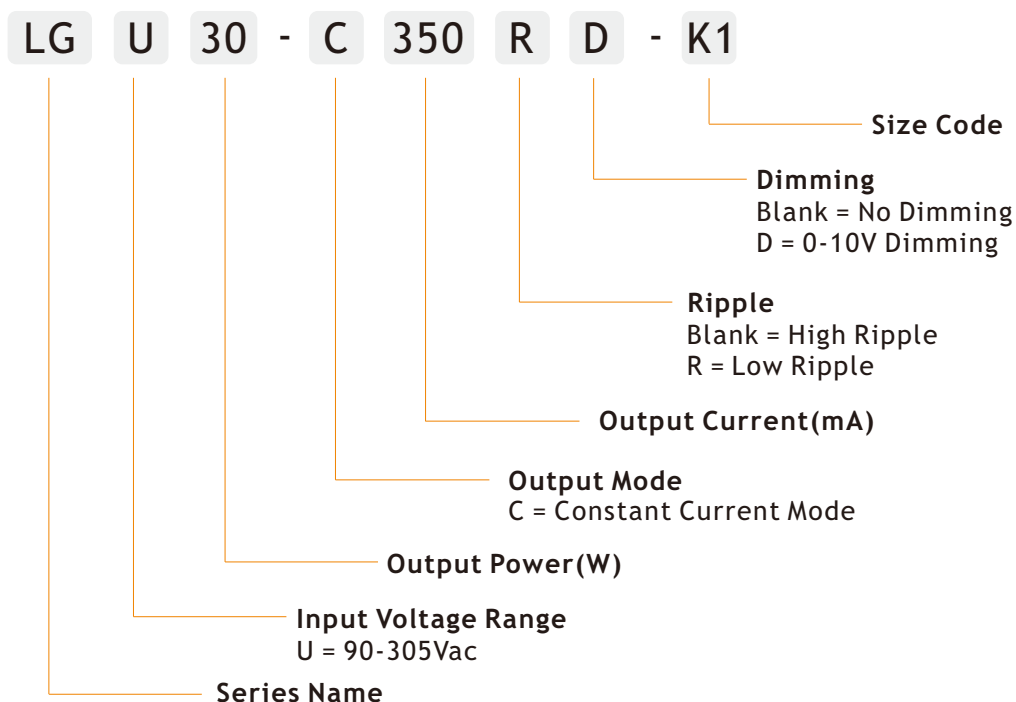 LG U 30 - C 350 R D - K1
Size Code
Dimming
Blank = No Dimming
D = 0-10V Dimming
Ripple
Blank = High Ripple
R = Low Ripple
Output Current(mA)
Output Mode
C = Constant Current Mode
Output Power(W)
Input Voltage Range
U = 90-305Vac
Series Name